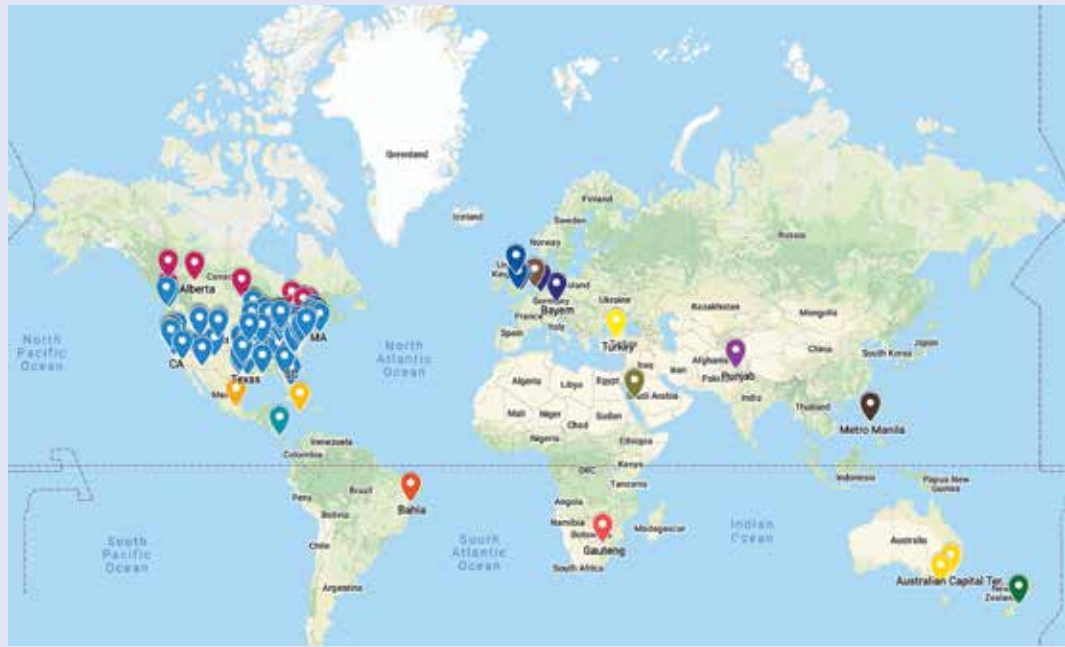 Greenland
Iceland
Finland
Sweden
Norway
Russia
Alberta
Ukraine
Kazakhstan
Mongolia
Bayern
Germany
France
Italy
Spain
MA
CA
Texas
North
Pacific
Ocean
North
Atlantic
Ocean
Turkey
China
South Korea
Japan
Punjab
Iraq
Iran
Algeria
Libya
Egypt
Saudi Arabia
India
Mali
Niger
Chad
Sudan
Thailand
Metro Manila
Nigeria
Ethiopia
Venezuela
Colombia
DRC
Kenya
Tanzania
Indonesia
Papua New
Guinea
Peru
Brazil
Bahia
Bolivia
Angola
Namibia
Madagascar
Gauteng
South Africa
Chile
Argentina
South
Pacific
Ocean
South
Atlantic
Ocean
Indian
Ocean
Australia
Australian Capital Ter...